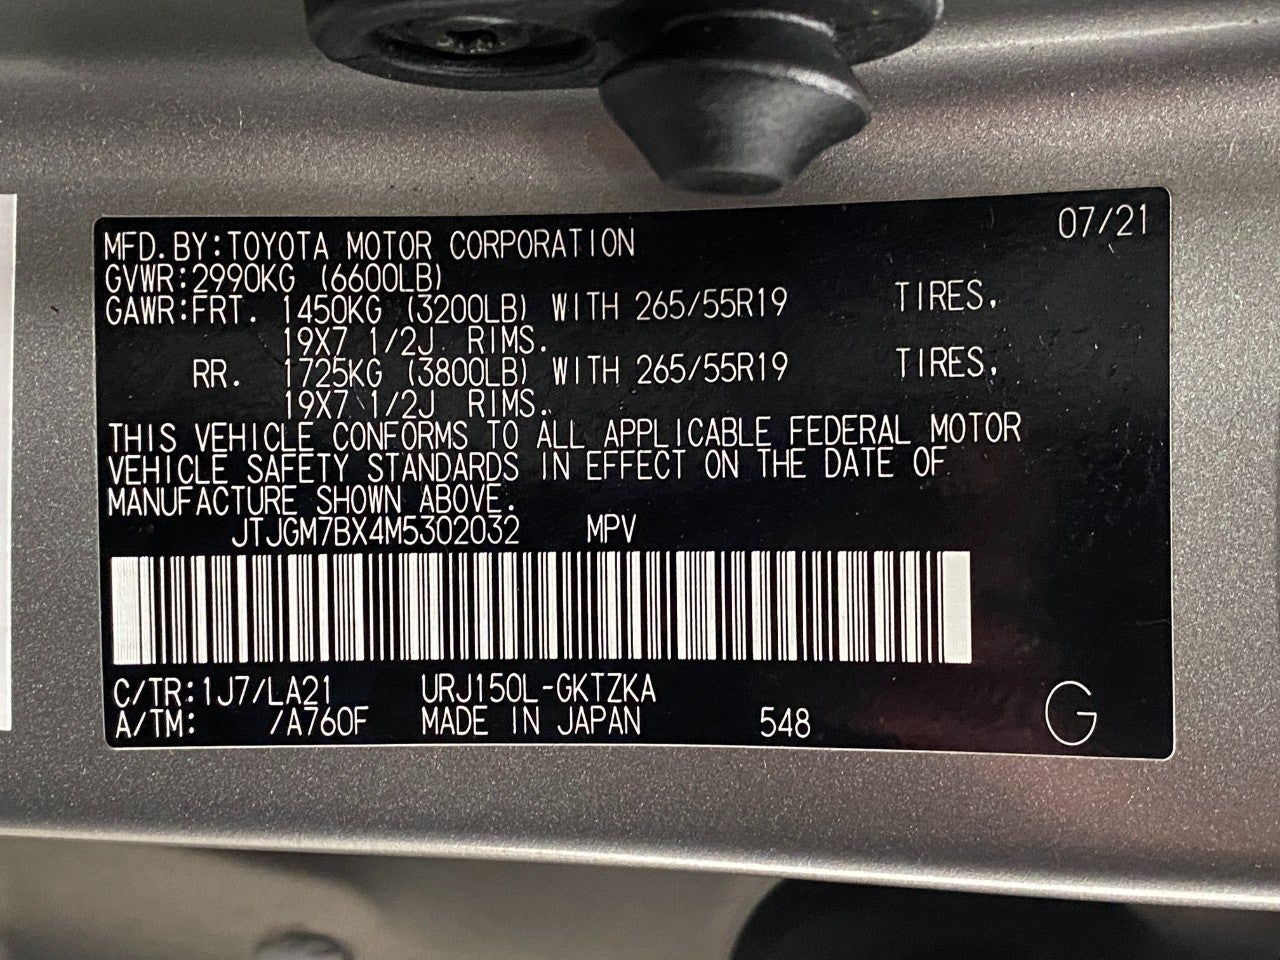 07/21
MFD.BY:TOYOTA MOTOR CORPORATION
GVWR:2990KG (6600LB)
GAWR:FRT. 1450KG (3200LB) WITH 265/55R19 TIRES,
19X7 1/2J RIMS.
RR. 1725KG (3800LB) WITH 265/55R19 TIRES,
19X7 1/2J RIMS.
THIS VEHICLE CONFORMS TO ALL APPLICABLE FEDERAL MOTOR
VEHICLE SAFETY STANDARDS IN EFFECT ON THE DATE OF
MANUFACTURE SHOWN ABOVE.
JTJGM7BX4M5302032 MPV
C/TR:1J7/LA21 URJ150L-GKTZKA
A/TM: /A760F MADE IN JAPAN 548 G